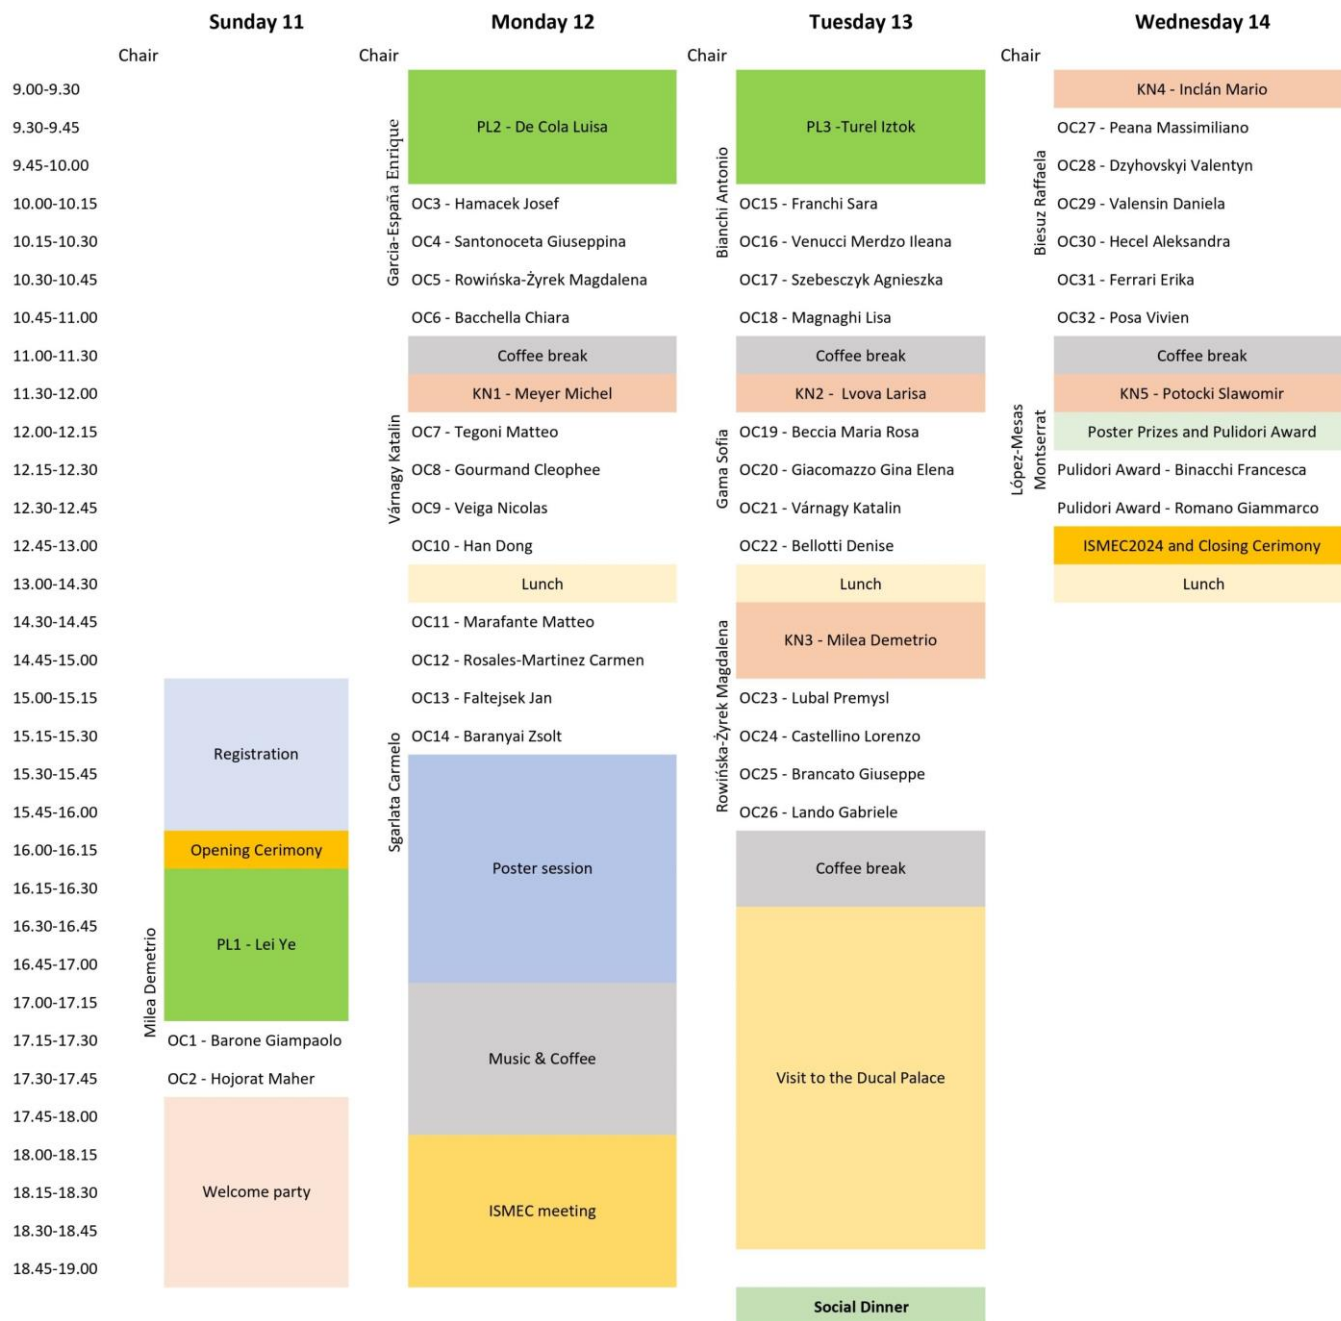 Sunday 11 Monday 12 Tuesday 13 Wednesday 14
Chair Chair Chair Chair
9.00-9.30 KN4 - Inclán Mario
9.30-9.45 PL2 - De Cola Luisa PL3 -Turel Iztok OC27 - Peana Massimiliano
9.45-10.00 OC28 - Dzyhovskyi Valentyn
10.00-10.15 OC3 - Hamacek Josef OC15 - Franchi Sara OC29 - Valensin Daniela
10.15-10.30 OC4 - Santonoceta Giuseppina OC16 - Venucci Merdzo Ileana OC30 - Hecel Aleksandra
10.30-10.45 OC5 - Rowińska-Żyrek Magdalena OC17 - Szebesczyk Agnieszka OC31 - Ferrari Erika
10.45-11.00 OC6 - Bacchella Chiara OC18 - Magnaghi Lisa OC32 - Posa Vivien
Garcia-España Enrique
Bianchi Antonio
Biesuz Raffaela
11.00-11.30 Coffee break Coffee break Coffee break
11.30-12.00 KN1 - Meyer Michel KN2 - Lvova Larisa KN5 - Potocki Slawomir
12.00-12.15 OC7 - Tegoni Matteo OC19 - Beccia Maria Rosa Poster Prizes and Pulidori Award
12.15-12.30 OC8 - Gourmand Cleophee OC20 - Giacomazzo Gina Elena Pulidori Award - Binacchi Francesca
12.30-12.45 OC9 - Veiga Nicolas OC21 - Várnagy Katalin Pulidori Award - Romano Giammarco
12.45-13.00 OC10 - Han Dong OC22 - Bellotti Denise ISMEC2024 and Closing Cerimony
Várnagy Katalin
Gama Sofia
López-Mesas
Montserrat
13.00-14.30 Lunch Lunch Lunch
14.30-14.45 OC11 - Marafante Matteo
KN3 - Milea Demetrio
14.45-15.00 OC12 - Rosales-Martinez Carmen
15.00-15.15 OC13 - Faltejsek Jan OC23 - Lubal Premysl
15.15-15.30 OC14 - Baranyai Zsolt OC24 - Castellino Lorenzo
Registration
15.30-15.45 OC25 - Brancato Giuseppe
15.45-16.00 OC26 - Lando Gabriele
Sgarlata Carmelo
Rowińska-Żyrek Magdalena
16.00-16.15 Opening Cerimony
Poster session Coffee break
16.15-16.30
16.30-16.45
PL1 - Lei Ye
16.45-17.00
17.00-17.15
Milea Demetrio
17.15-17.30 OC1 - Barone Giampaolo
Music & Coffee
17.30-17.45 OC2 - Hojorat Maher Visit to the Ducal Palace
17.45-18.00
18.00-18.15
18.15-18.30 Welcome party
ISMEC meeting
18.30-18.45
18.45-19.00
Social Dinner